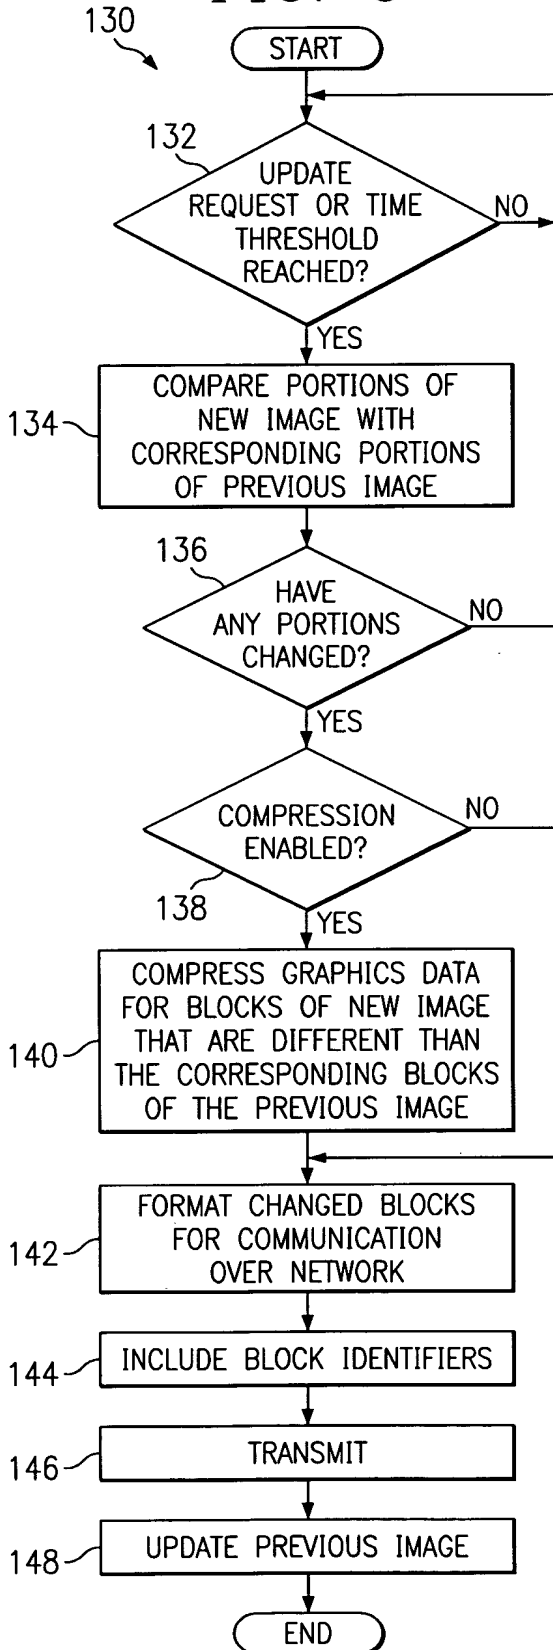 130
START
132
UPDATE
REQUEST OR TIME
THRESHOLD
REACHED?
NO
YES
134
COMPARE PORTIONS OF
NEW IMAGE WITH
CORRESPONDING PORTIONS
OF PREVIOUS IMAGE
136
HAVE
ANY PORTIONS
CHANGED?
NO
YES
COMPRESSION
ENABLED?
NO
138
YES
140
COMPRESS GRAPHICS DATA
FOR BLOCKS OF NEW IMAGE
THAT ARE DIFFERENT THAN
THE CORRESPONDING BLOCKS
OF THE PREVIOUS IMAGE
142
FORMAT CHANGED BLOCKS
FOR COMMUNICATION
OVER NETWORK
144
INCLUDE BLOCK IDENTIFIERS
146
TRANSMIT
148
UPDATE PREVIOUS IMAGE
END